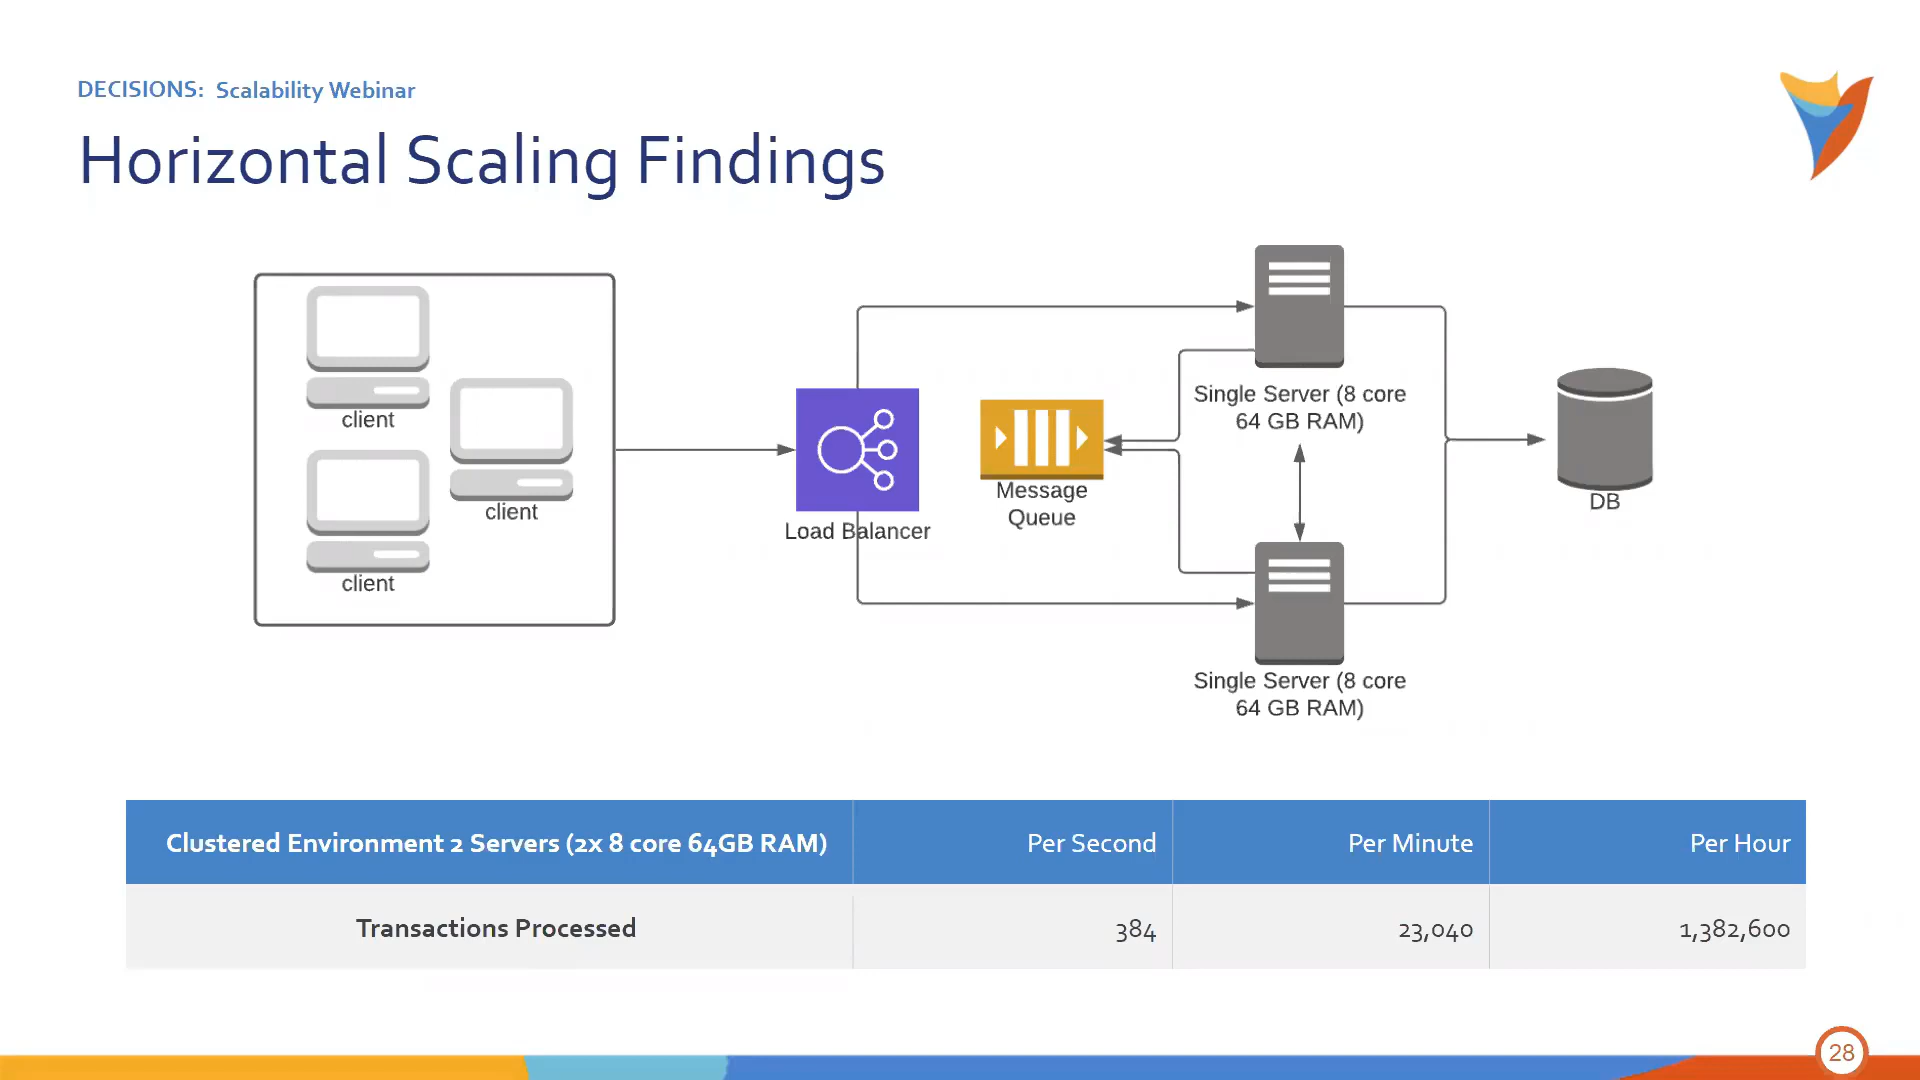 DECISIONS: Scalability Webinar
Horizontal Scaling Findings
client
client
client
Load Balancer
Message
Queue
Single Server (8 core
64 GB RAM)
Single Server (8 core
64 GB RAM)
DB
Clustered Environment 2 Servers (2x 8 core 64GB RAM) Per Second Per Minute Per Hour
Transactions Processed 384 23,040 1,382,600
28